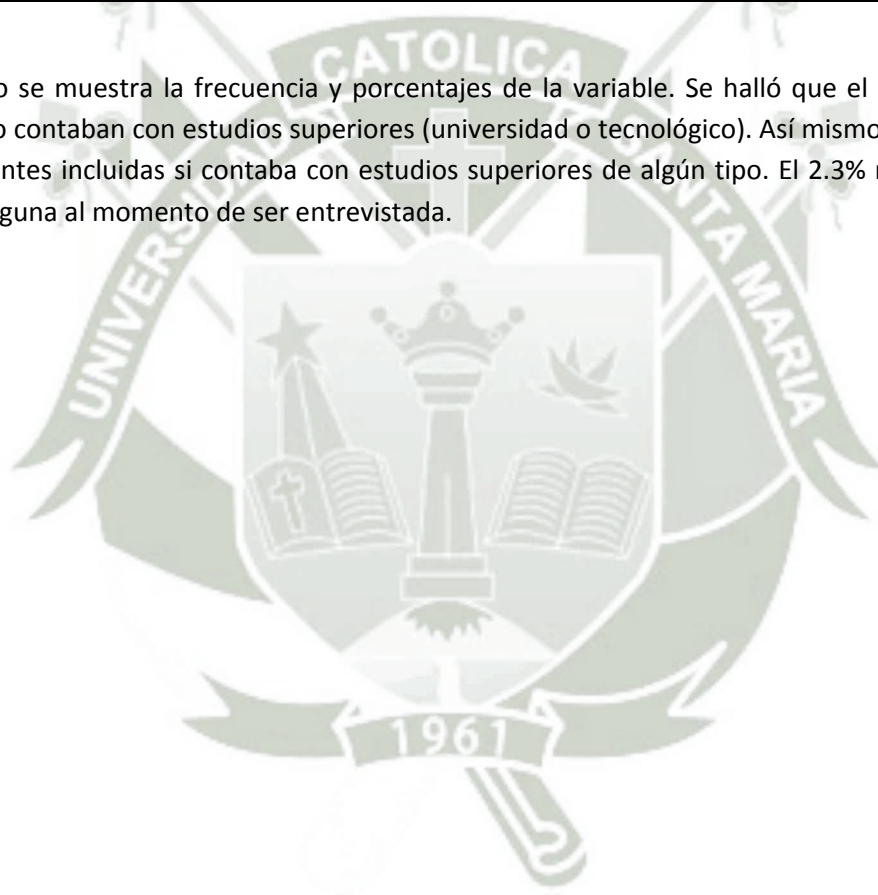 CATOLICA
o se muestra la frecuencia y porcentajes de la variable. Se halló que el
o contaban con estudios superiores (universidad o tecnológico). Así mismo
ntes incluidas si contaba con estudios superiores de algún tipo. El 2.3%
guna al momento de ser entrevistada.
UNIVERSIDAD
SANTA MARIA
1961